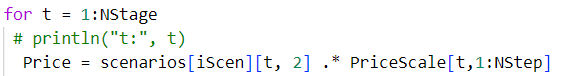 for t = 1:NStage
# println("t:", t)
Price = scenarios[iScen][t, 2] .* PriceScale[t,1:NStep]